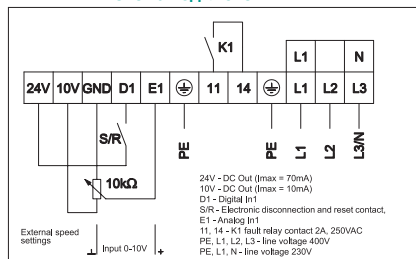 K1
L1
N
24V
10V
GND
D1
E1
11
14
L1
L2
L3
S/R
10kΩ
PE
PE
L1
L2
L3/N
External speed
settings
Input 0-10V
⊥
+
24V - DC Out (Imax = 70mA)
10V - DC Out (Imax = 10mA)
D1 - Digital In1
S/R - Electronic disconnection and reset contact,
E1 - Analog In1
11, 14 - K1 fault relay contact 2A, 250VAC
PE, L1, L2, L3 - line voltage 400V
PE, L1, N - line voltage 230V